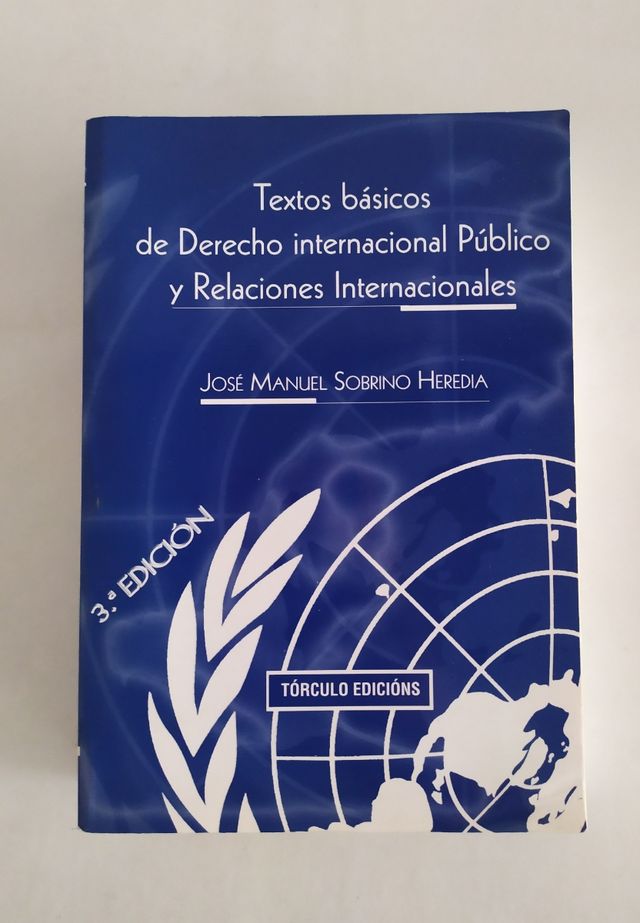 Textos básicos
de Derecho internacional Público
y Relaciones Internacionales
JOSÉ MANUEL SOBRINO HEREDIA
3.ª EDICIÓN
TÓRCULO EDICIÓNS